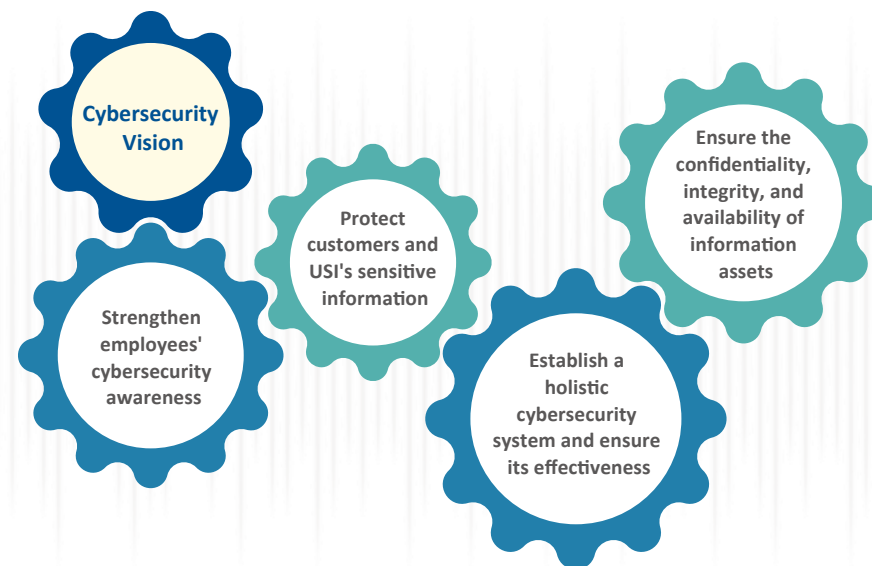 Cybersecurity
Vision
Strengthen
employees'
cybersecurity
awareness
Protect
customers and
USI's sensitive
information
Establish a
holistic
cybersecurity
system and ensure
its effectiveness
Ensure the
confidentiality,
integrity, and
availability of
information
assets